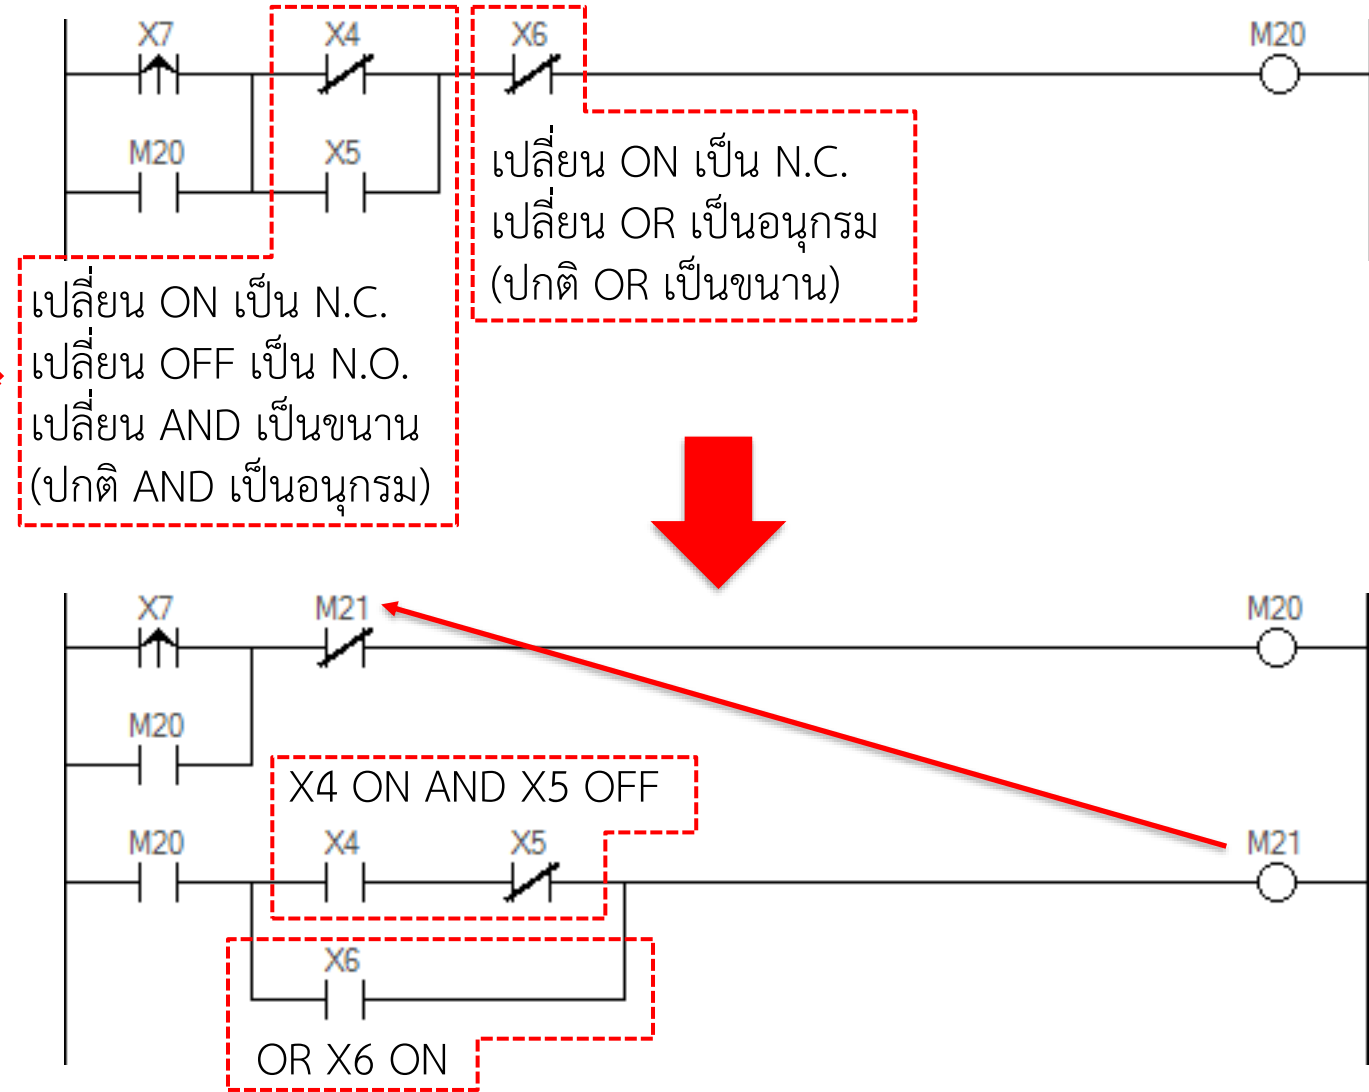 X7 X4 X6 M20
M20 X5
เปลี่ยน ON เป็น N.C.
เปลี่ยน OR เป็นอนุกรม
(ปกติ OR เป็นขนาน)
เปลี่ยน ON เป็น N.C.
เปลี่ยน OFF เป็น N.O.
เปลี่ยน AND เป็นขนาน
(ปกติ AND เป็นอนุกรม)
X7 M21 M20
M20
X4 ON AND X5 OFF
M20 X4 X5 M21
X6
OR X6 ON